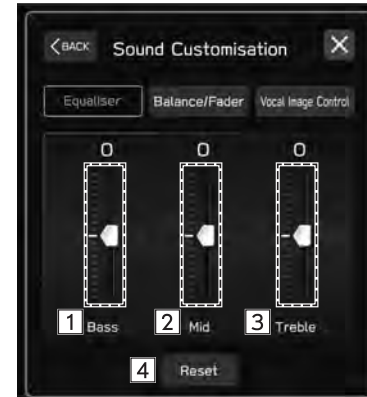 BACK Sound Customisation
Equaliser Balance/Fader Vocal Image Control
0 0 0
1 Bass 2 Mid 3 Treble
4 Reset